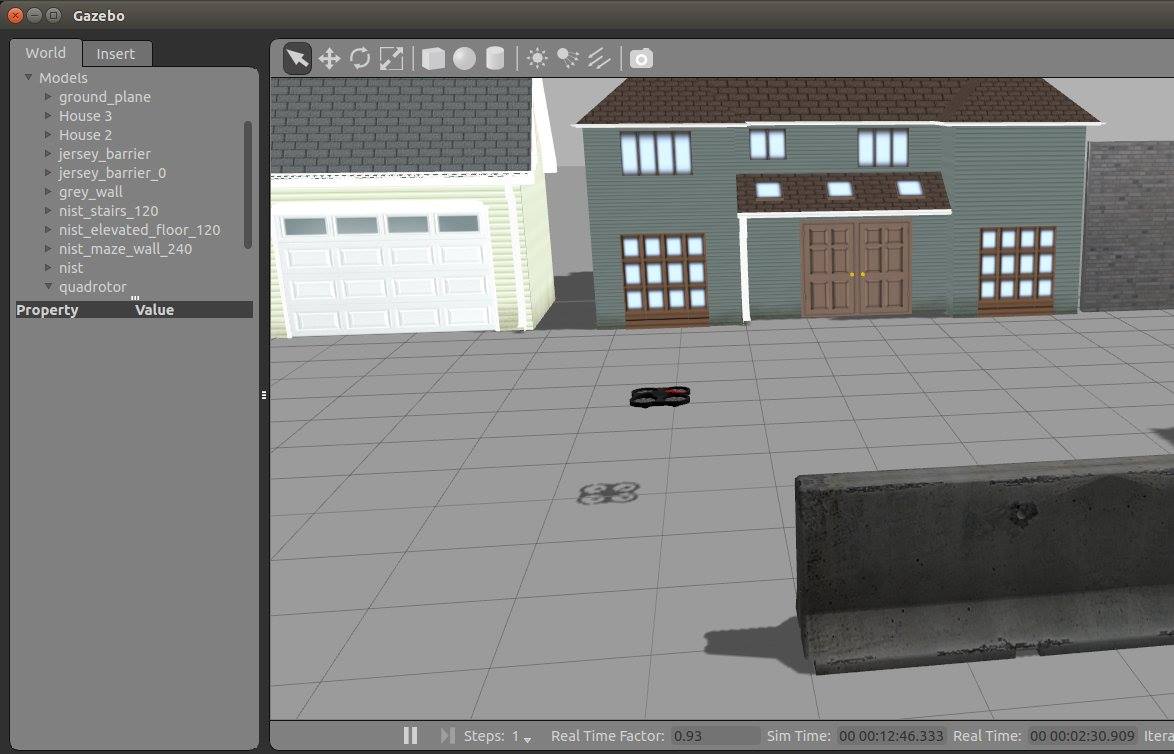 Gazebo
World Insert
Models
ground_plane
House 3
House 2
jersey_barrier
jersey_barrier_0
grey_wall
nist_stairs_120
nist_elevated_floor_120
nist_maze_wall_240
nist
quadrotor
Property Value
Steps: 1 Real Time Factor: 0.93 Sim Time: 00 00:12:46.333 Real Time: 00 00:02:30.909 Itera